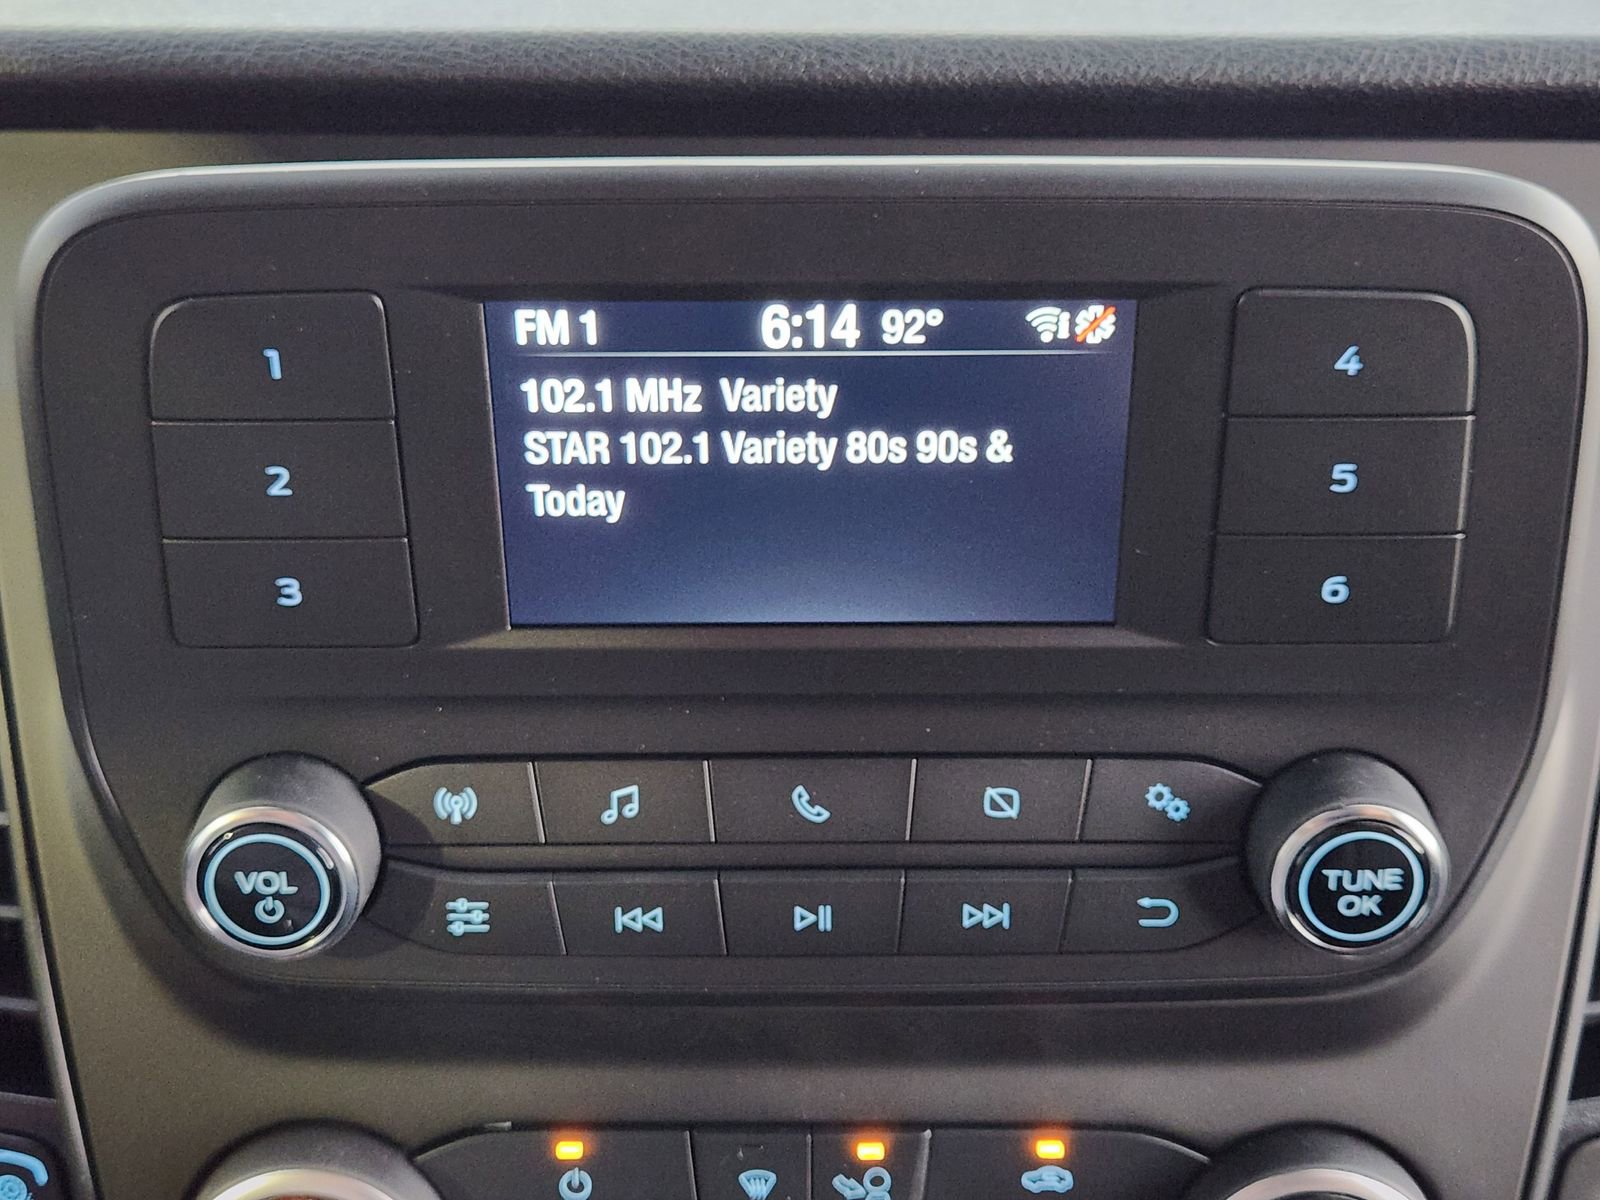 FM 1 6:14 92°
102.1 MHz Variety
STAR 102.1 Variety 80s 90s &
Today
1
2
3
4
5
6
VOL
TUNE
OK